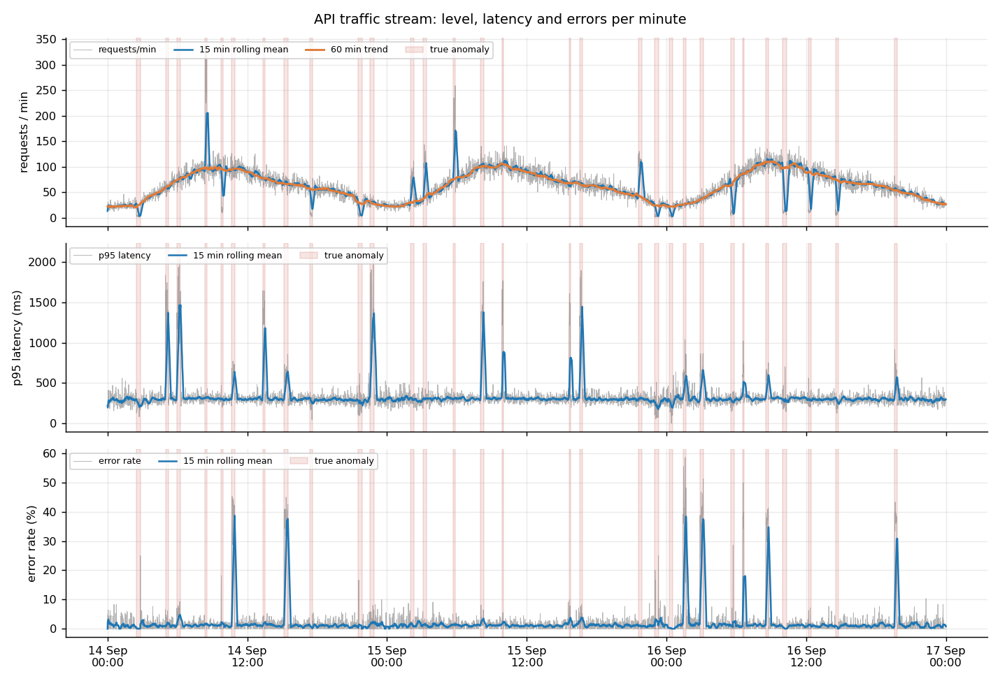 API traffic stream: level, latency and errors per minute
requests/min 15 min rolling mean 60 min trend true anomaly
requests / min
350
300
250
200
150
100
50
0
p95 latency 15 min rolling mean true anomaly
p95 latency (ms)
2000
1500
1000
500
0
error rate 15 min rolling mean true anomaly
error rate (%)
60
50
40
30
20
10
0
14 Sep 14 Sep 15 Sep 15 Sep 16 Sep 16 Sep 17 Sep
00:00 12:00 00:00 12:00 00:00 12:00 00:00